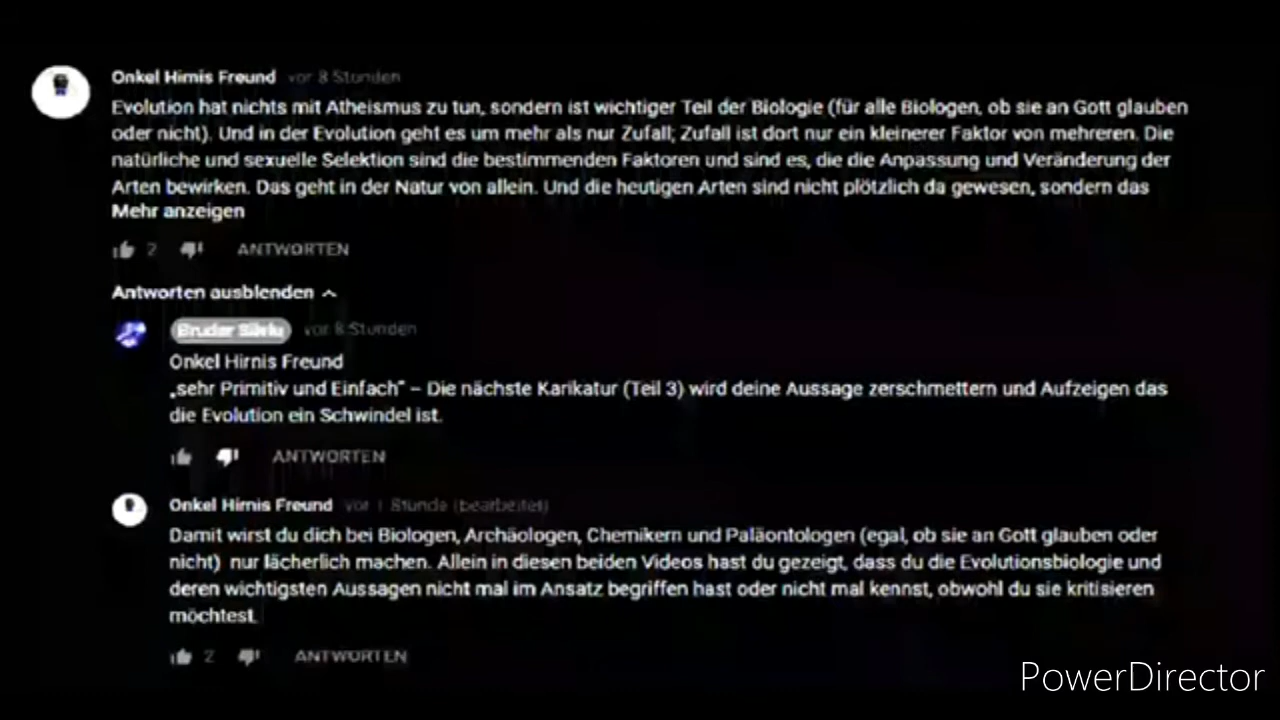 Onkel Hirnis Freund vor 8 Stunden
Evolution hat nichts mit Atheismus zu tun, sondern ist wichtiger Teil der Biologie (für alle Biologen, ob sie an Gott glauben
oder nicht). Und in der Evolution geht es um mehr als nur Zufall; Zufall ist dort nur ein kleinerer Faktor von mehreren. Die
natürliche und sexuelle Selektion sind die bestimmenden Faktoren und sind es, die die Anpassung und Veränderung der
Arten bewirken. Das geht in der Natur von allein. Und die heutigen Arten sind nicht plötzlich da gewesen, sondern das
Mehr anzeigen
2 ANTWORTEN
Antworten ausblenden
Bruder vor 8 Stunden
Onkel Hirnis Freund
„sehr Primitiv und Einfach" – Die nächste Karikatur (Teil 3) wird deine Aussage zerschmettern und Aufzeigen das
die Evolution ein Schwindel ist.
ANTWORTEN
Onkel Hirnis Freund vor 1 Stunde (bearbeitet)
Damit wirst du dich bei Biologen, Archäologen, Chemikern und Paläontologen (egal, ob sie an Gott glauben oder
nicht) nur lächerlich machen. Allein in diesen beiden Videos hast du gezeigt, dass du die Evolutionsbiologie und
deren wichtigsten Aussagen nicht mal im Ansatz begriffen hast oder nicht mal kennst, obwohl du sie kritisieren
möchtest.
2 ANTWORTEN
PowerDirector